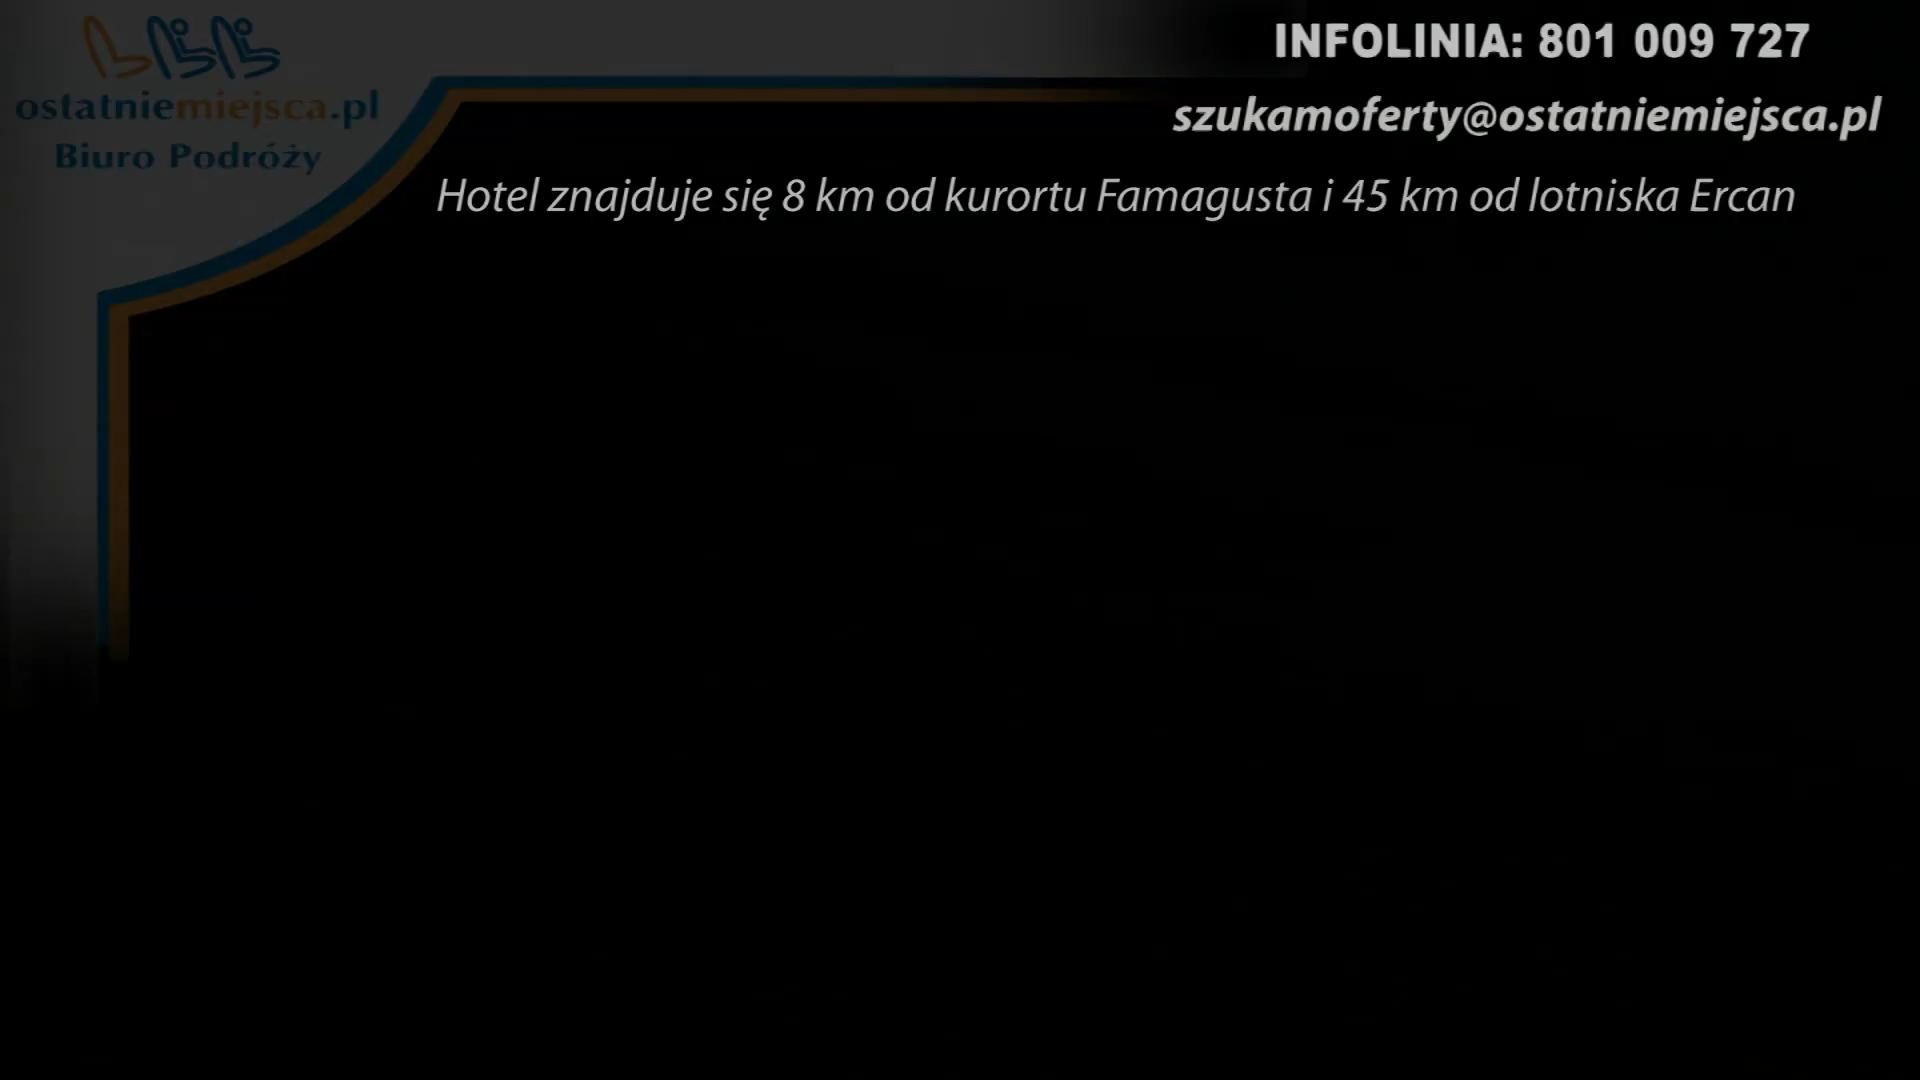 ostatniemiejsca.pl
Biuro Podróży
INFOLINIA: 801 009 727
szukamoferty@ostatniemiejsca.pl
Hotel znajduje się 8 km od kurortu Famagusta i 45 km od lotniska Ercan